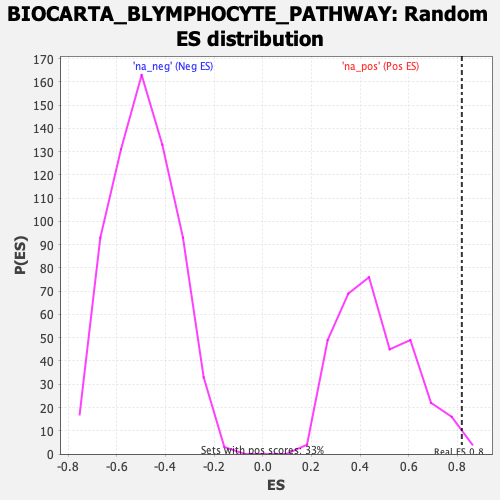 BIOCARTA_BLYMPHOCYTE_PATHWAY: Random
ES distribution
'na_neg' (Neg ES)
'na_pos' (Pos ES)
P(ES)
170
160
150
140
130
120
110
100
90
80
70
60
50
40
30
20
10
0
Sets with pos scores: 33%
Real ES 0.8
-0.8 -0.6 -0.4 -0.2 0.0 0.2 0.4 0.6 0.8
ES